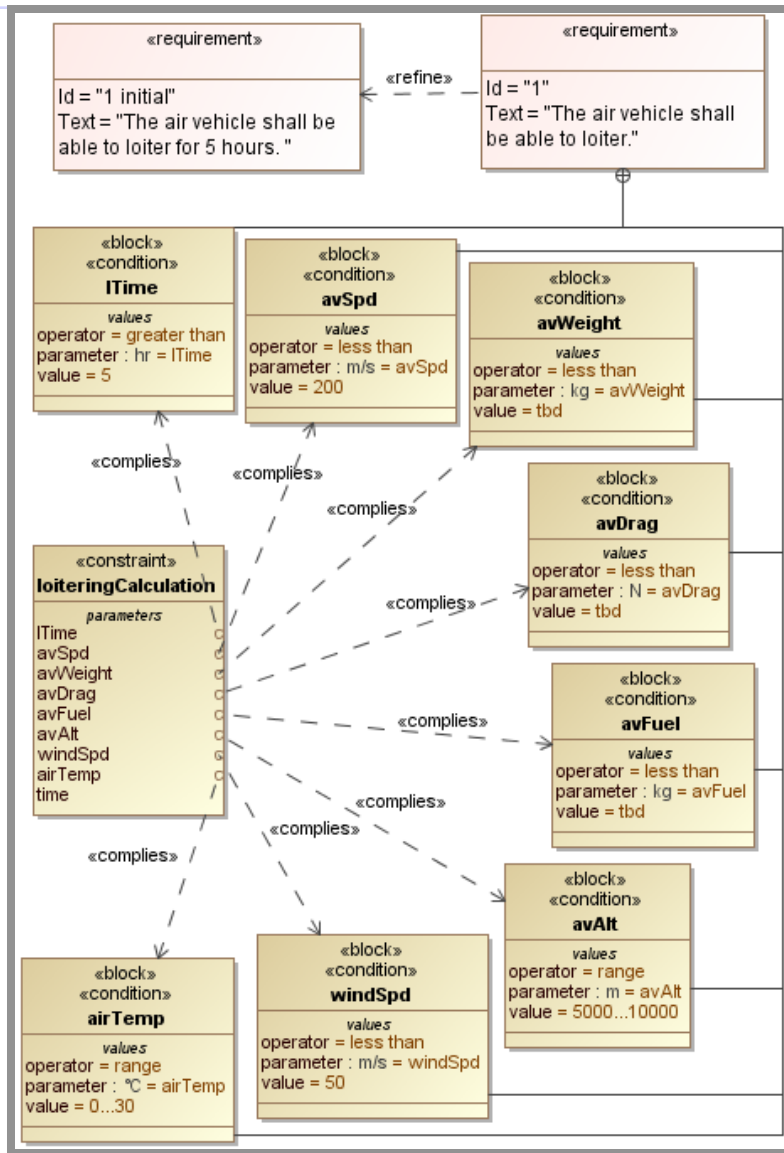 «requirement»
Id = "1 initial"
Text = "The air vehicle shall be
able to loiter for 5 hours. "
«refine»
«requirement»
Id = "1"
Text = "The air vehicle shall
be able to loiter."
«block»
«condition»
lTime
values
operator = greater than
parameter : hr = lTime
value = 5
«block»
«condition»
avSpd
values
operator = less than
parameter : m/s = avSpd
value = 200
«block»
«condition»
avWeight
values
operator = less than
parameter : kg = avWeight
value = tbd
«complies»
«complies»
«complies»
«block»
«condition»
avDrag
values
operator = less than
parameter : N = avDrag
value = tbd
«constraint»
loiteringCalculation
parameters
lTime
avSpd
avWeight
avDrag
avFuel
avAlt
windSpd
airTemp
time
«complies»
«complies»
«complies»
«complies»
«complies»
«block»
«condition»
avFuel
values
operator = less than
parameter : kg = avFuel
value = tbd
«block»
«condition»
avAlt
values
operator = range
parameter : m = avAlt
value = 5000...10000
«block»
«condition»
airTemp
values
operator = range
parameter : °C = airTemp
value = 0...30
«block»
«condition»
windSpd
values
operator = less than
parameter : m/s = windSpd
value = 50